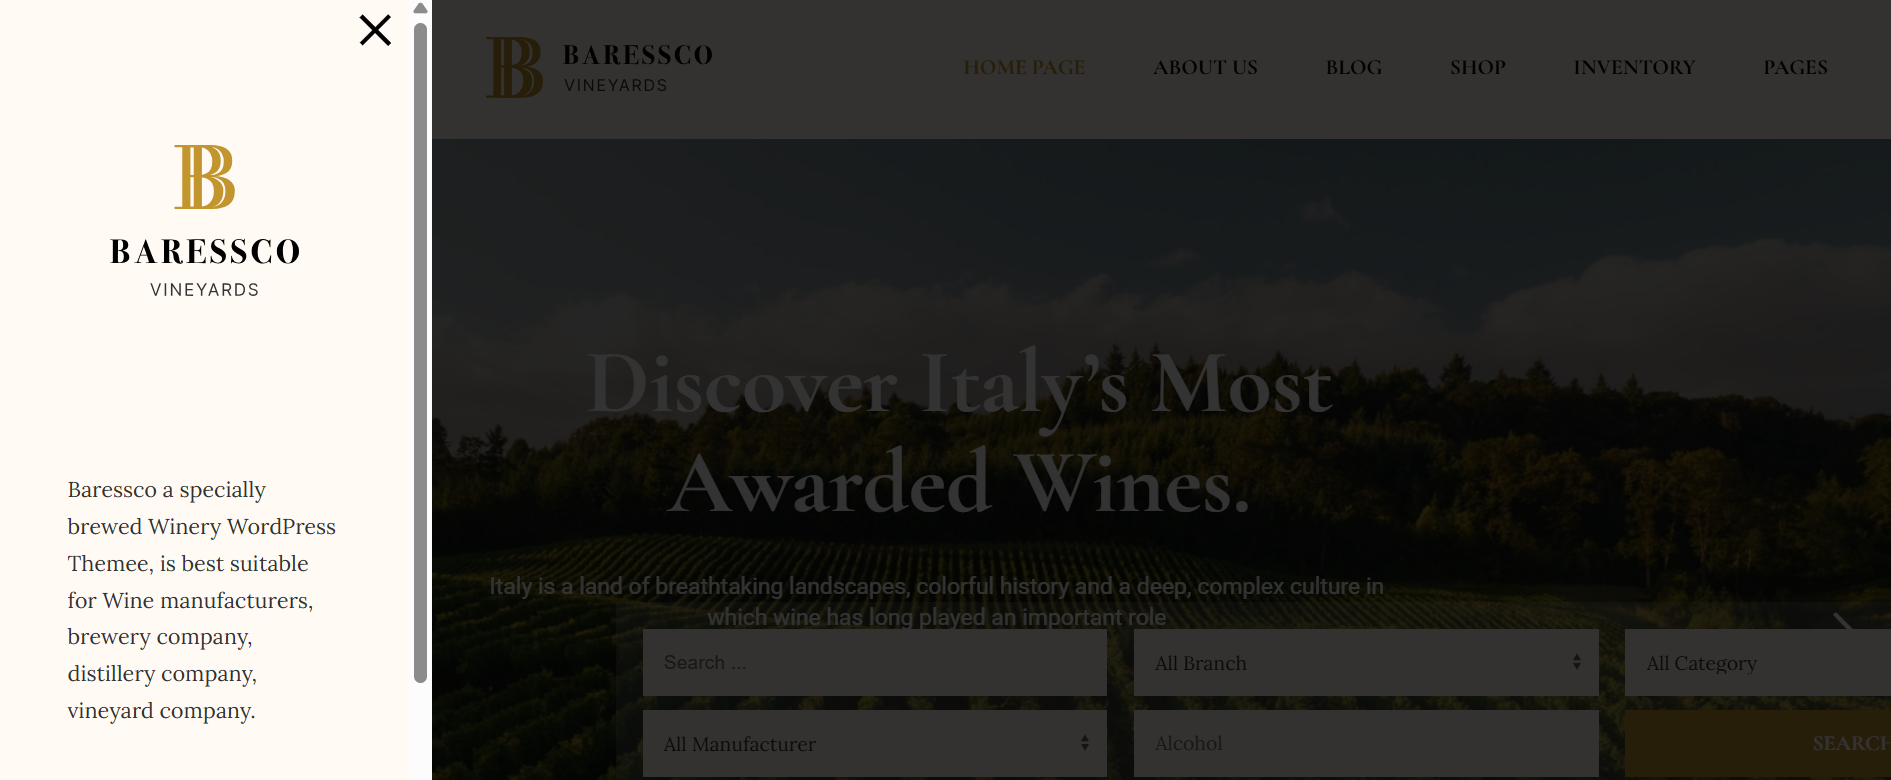 BARESSCO
VINEYARDS
Baressco a specially
brewed Winery WordPress
Themee, is best suitable
for Wine manufacturers,
brewery company,
distillery company,
vineyard company.
B BARESSCO
VINEYARDS
HOME PAGE ABOUT US BLOG SHOP INVENTORY PAGES
Discover Italy’s Most
Awarded Wines.
Italy is a land of breathtaking landscapes, colorful history and a deep, complex culture in
which wine has long played an important role
Search ... All Branch All Category
All Manufacturer Alcohol SEARCH